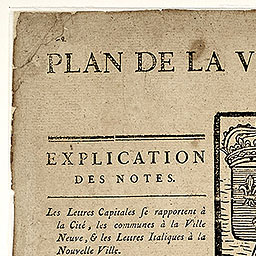 PLAN DE LA V
EXPLICATION
DES NOTES.
Les Lettres Capitales ſe rapportent à
la Cité, les communes à la Ville
Neuve, & les Lettres Italiques à la
Nouvelle Ville.